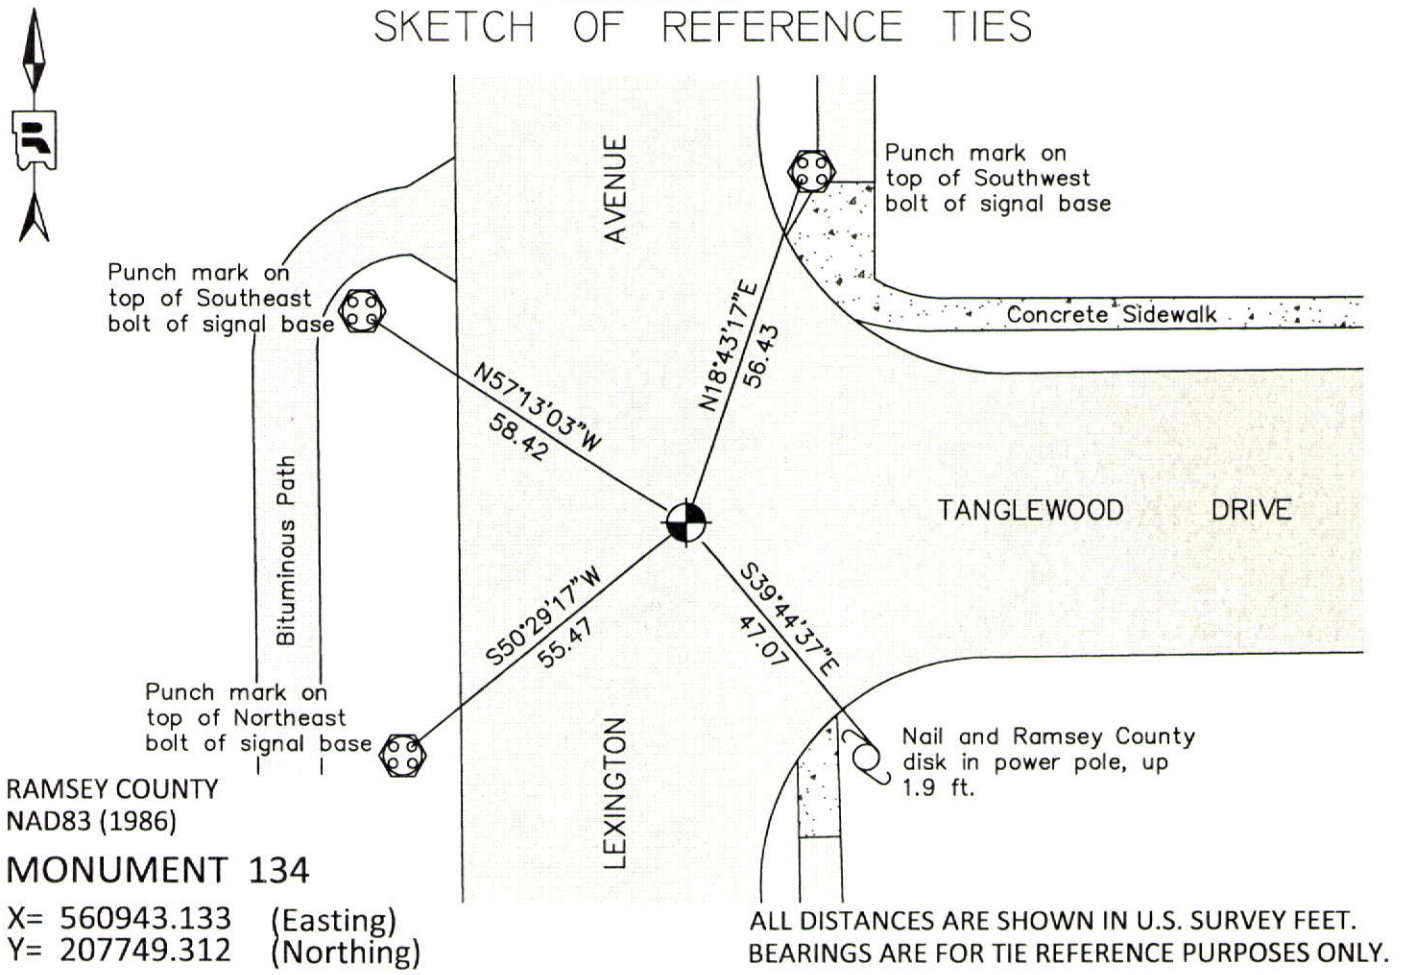 SKETCH OF REFERENCE TIES
AVENUE
Punch mark on
top of Southwest
bolt of signal base
Punch mark on
top of Southeast
bolt of signal base
Concrete Sidewalk
N18°43'17"E
56.43
N57°13'03"W
58.42
TANGLEWOOD DRIVE
Bituminous Path
S50°29'17"W
55.47
S39°44'37"E
47.07
Punch mark on
top of Northeast
bolt of signal base
LEXINGTON
Nail and Ramsey County
disk in power pole, up
1.9 ft.
RAMSEY COUNTY
NAD83 (1986)
MONUMENT 134
X= 560943.133 (Easting)
Y= 207749.312 (Northing)
ALL DISTANCES ARE SHOWN IN U.S. SURVEY FEET.
BEARINGS ARE FOR TIE REFERENCE PURPOSES ONLY.